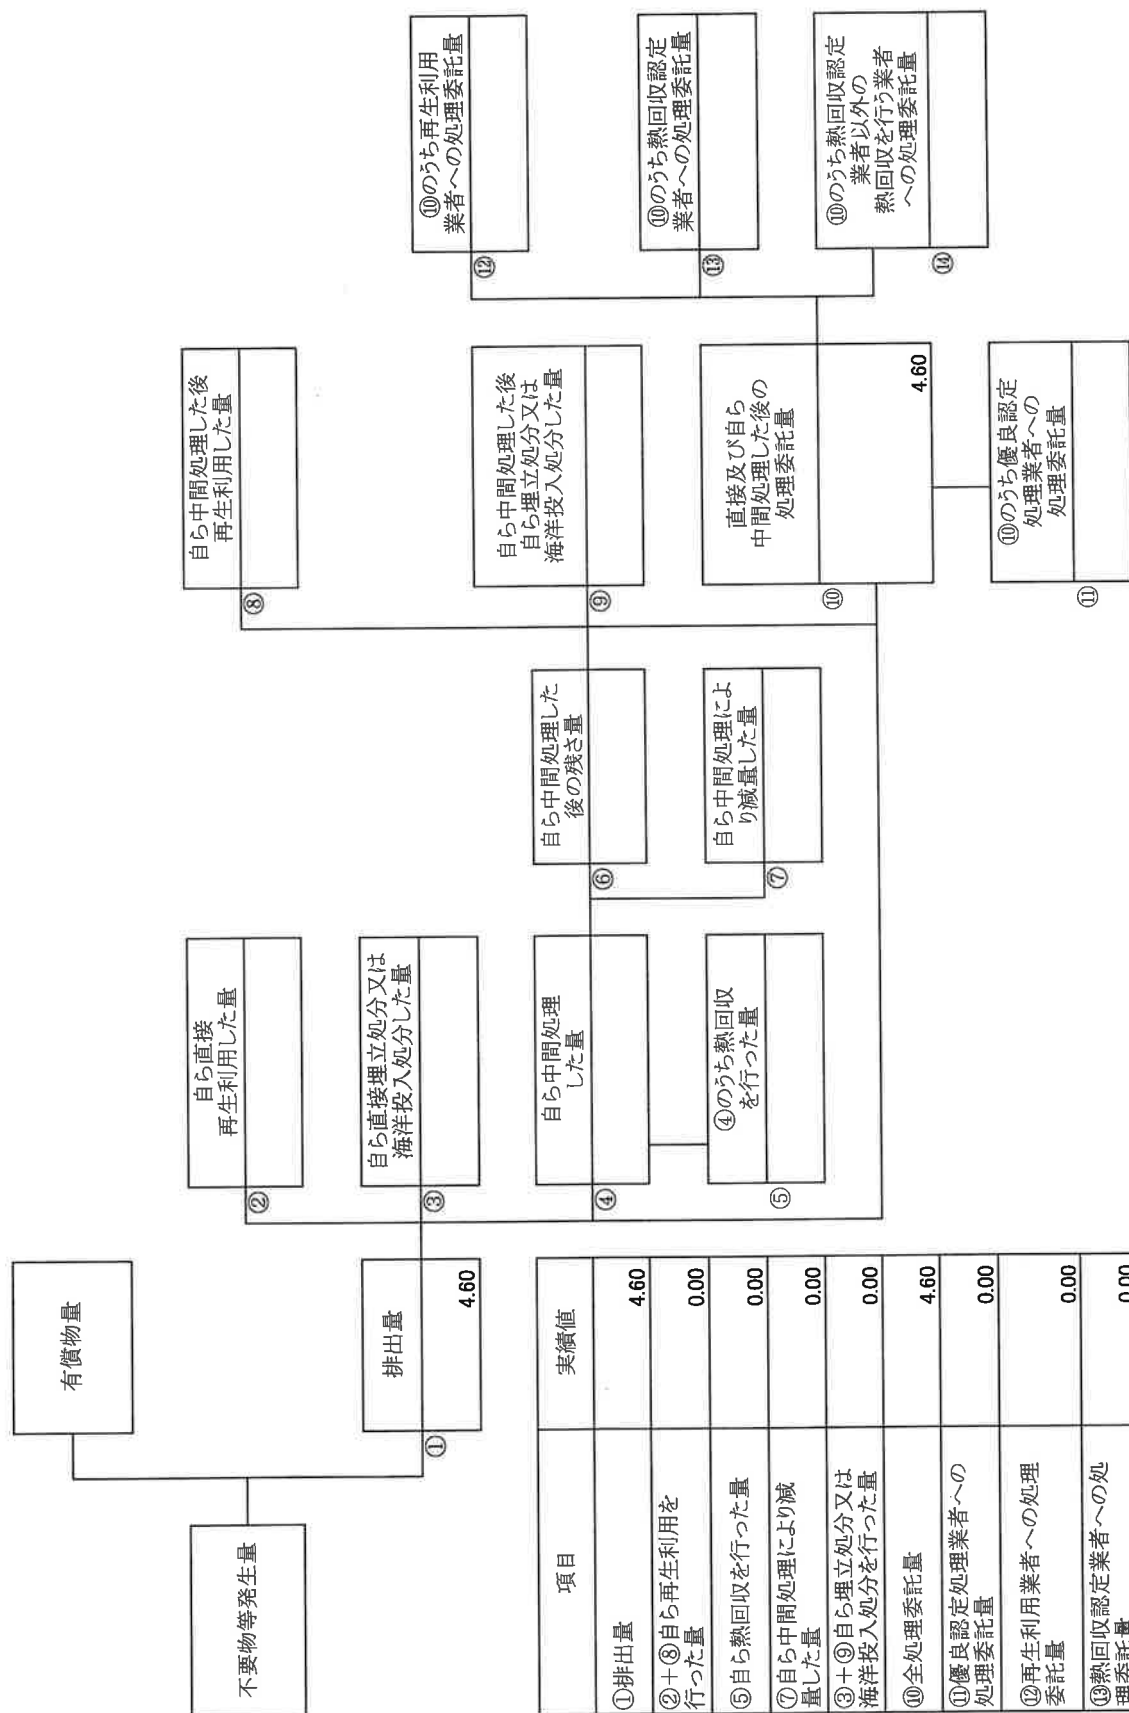 不要物等発生量
有償物量
排出量
①
4.60
自ら直接
再生利用した量
②
自ら直接埋立処分又は
海洋投入処分した量
③
自ら中間処理
した量
④
④のうち熱回収
を行った量
⑤
自ら中間処理した
後の残さ量
⑥
自ら中間処理によ
り減量した量
⑦
自ら中間処理した後
再生利用した量
⑧
自ら中間処理した後
自ら埋立処分又は
海洋投入処分した量
⑨
直接及び自ら
中間処理した後の
処理委託量
⑩
4.60
⑩のうち優良認定
処理業者への
処理委託量
⑪
⑩のうち再生利用
業者への処理委託量
⑫
⑩のうち熱回収認定
業者への処理委託量
⑬
⑩のうち熱回収認定
業者以外の
熱回収を行う業者
への処理委託量
⑭
項目 実績値
①排出量 4.60
②+⑧自ら再生利用を
行った量 0.00
⑤自ら熱回収を行った量 0.00
⑦自ら中間処理により減
量した量 0.00
③+⑨自ら埋立処分又は
海洋投入処分を行った量 0.00
⑩全処理委託量 4.60
⑪優良認定処理業者への
処理委託量 0.00
⑫再生利用業者への処理
委託量 0.00
⑬熱回収認定業者への処
理委託量 0.00